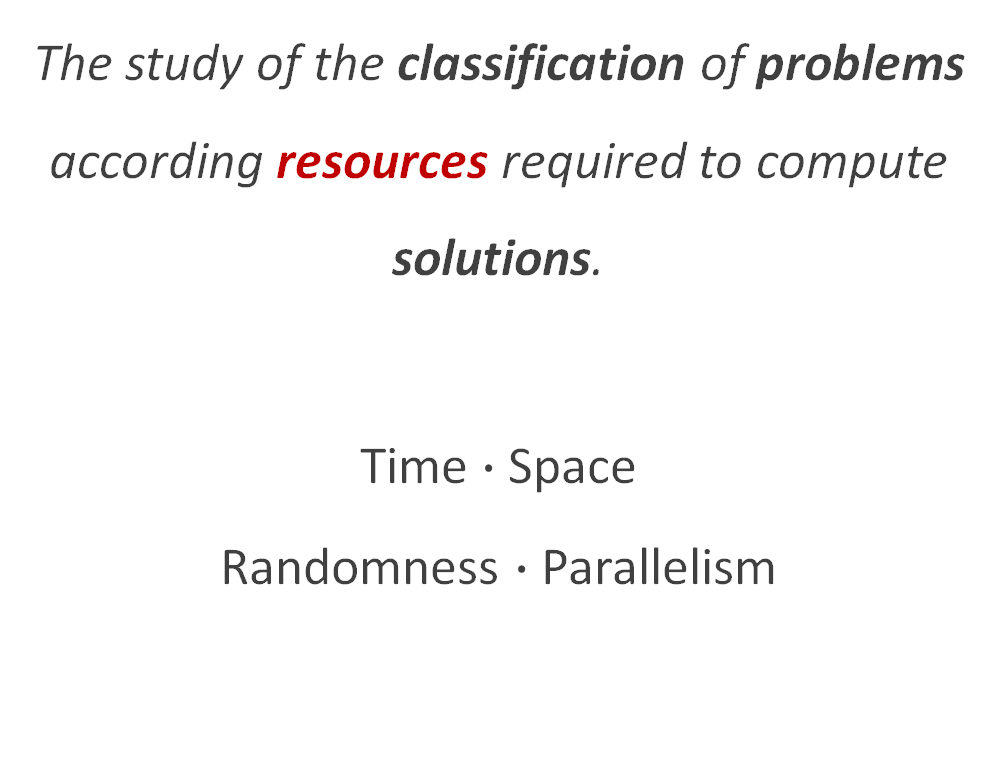 The study of the classification of problems
according resources required to compute
solutions.
Time · Space
Randomness · Parallelism